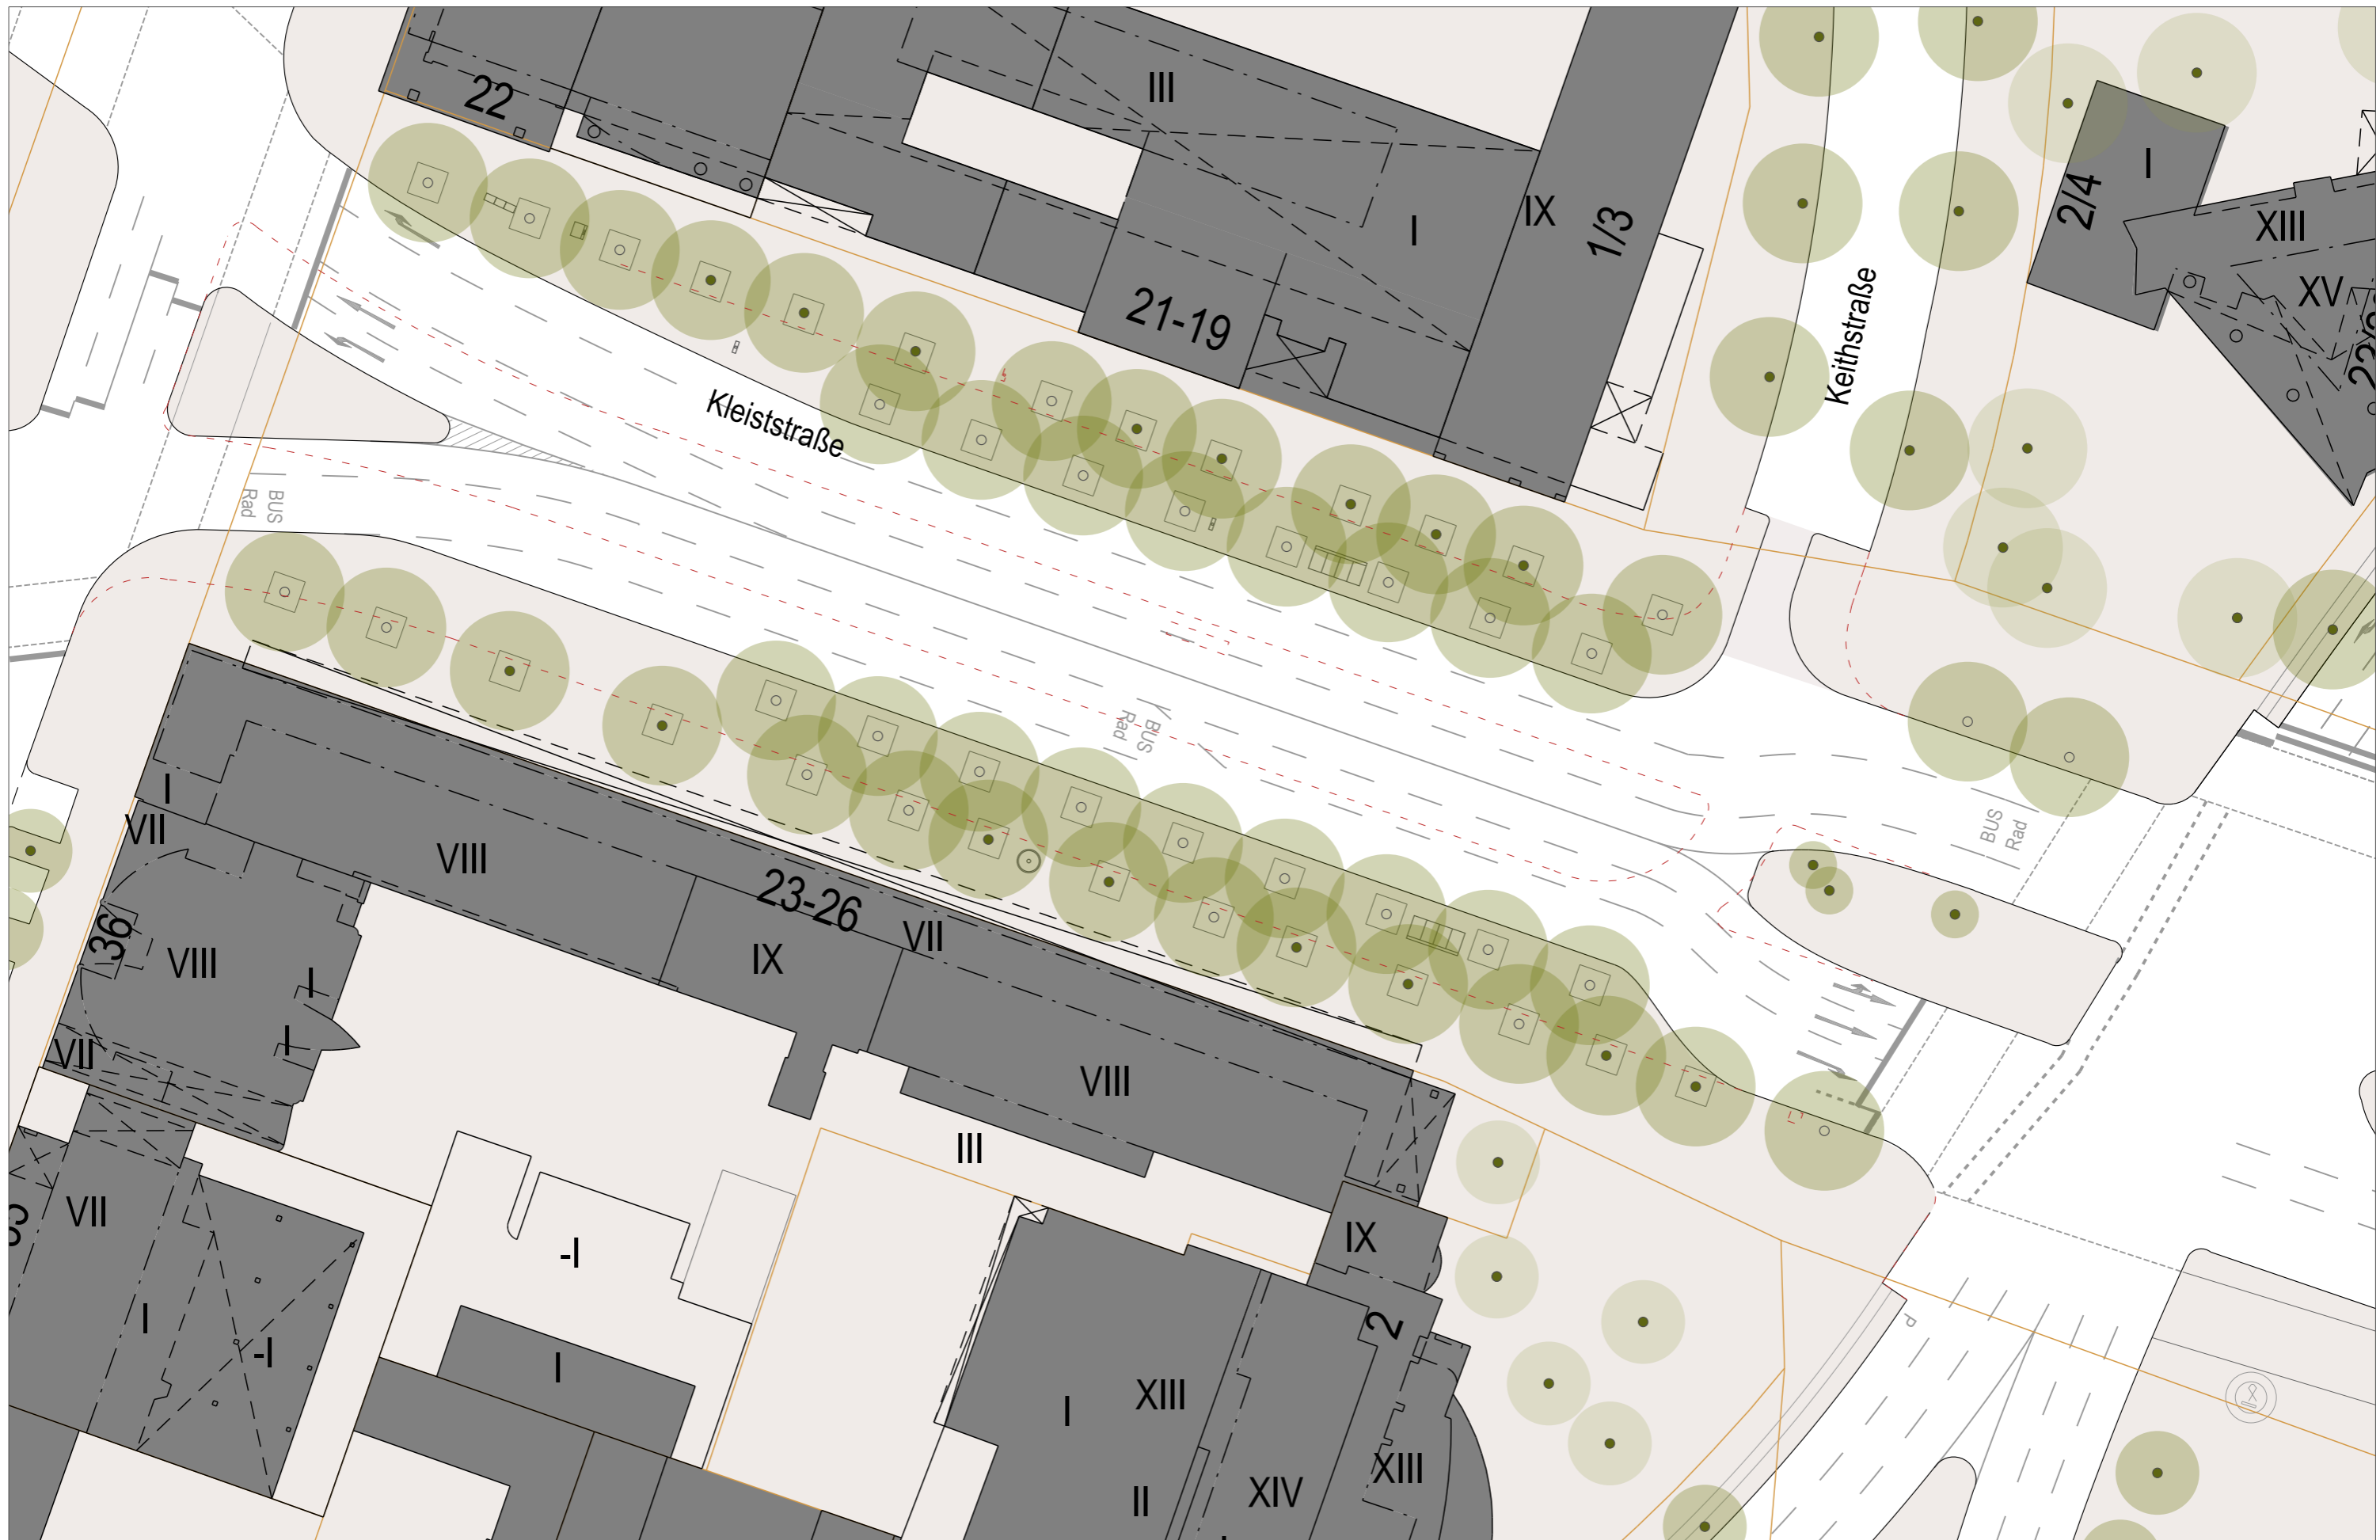 22
III
I
2/4
IX
1/3
I
XIII
XV
21-19
Keithstraße
Kleiststraße
BUS
Rad
BUS
Rad
BUS
Rad
I
VII
VIII
23-26
VII
IX
36
VIII
I
I
VII
VIII
III
VII
IX
-I
2
I
-I
I
I
XIII
XIII
XIV
II
P